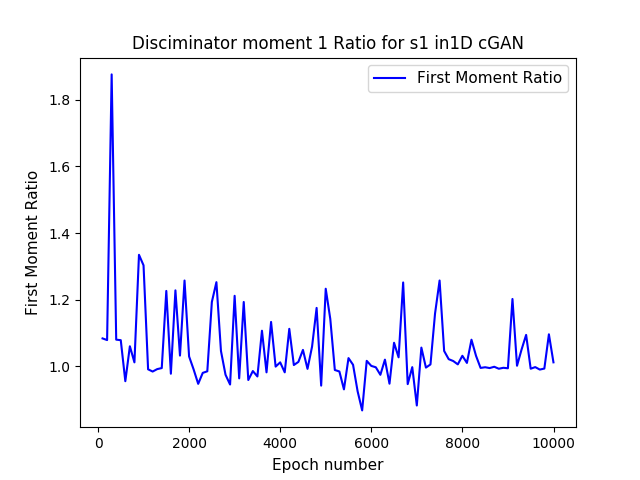 Disciminator moment 1 Ratio for s1 in1D cGAN
First Moment Ratio
First Moment Ratio
1.8
1.6
1.4
1.2
1.0
0 2000 4000 6000 8000 10000
Epoch number